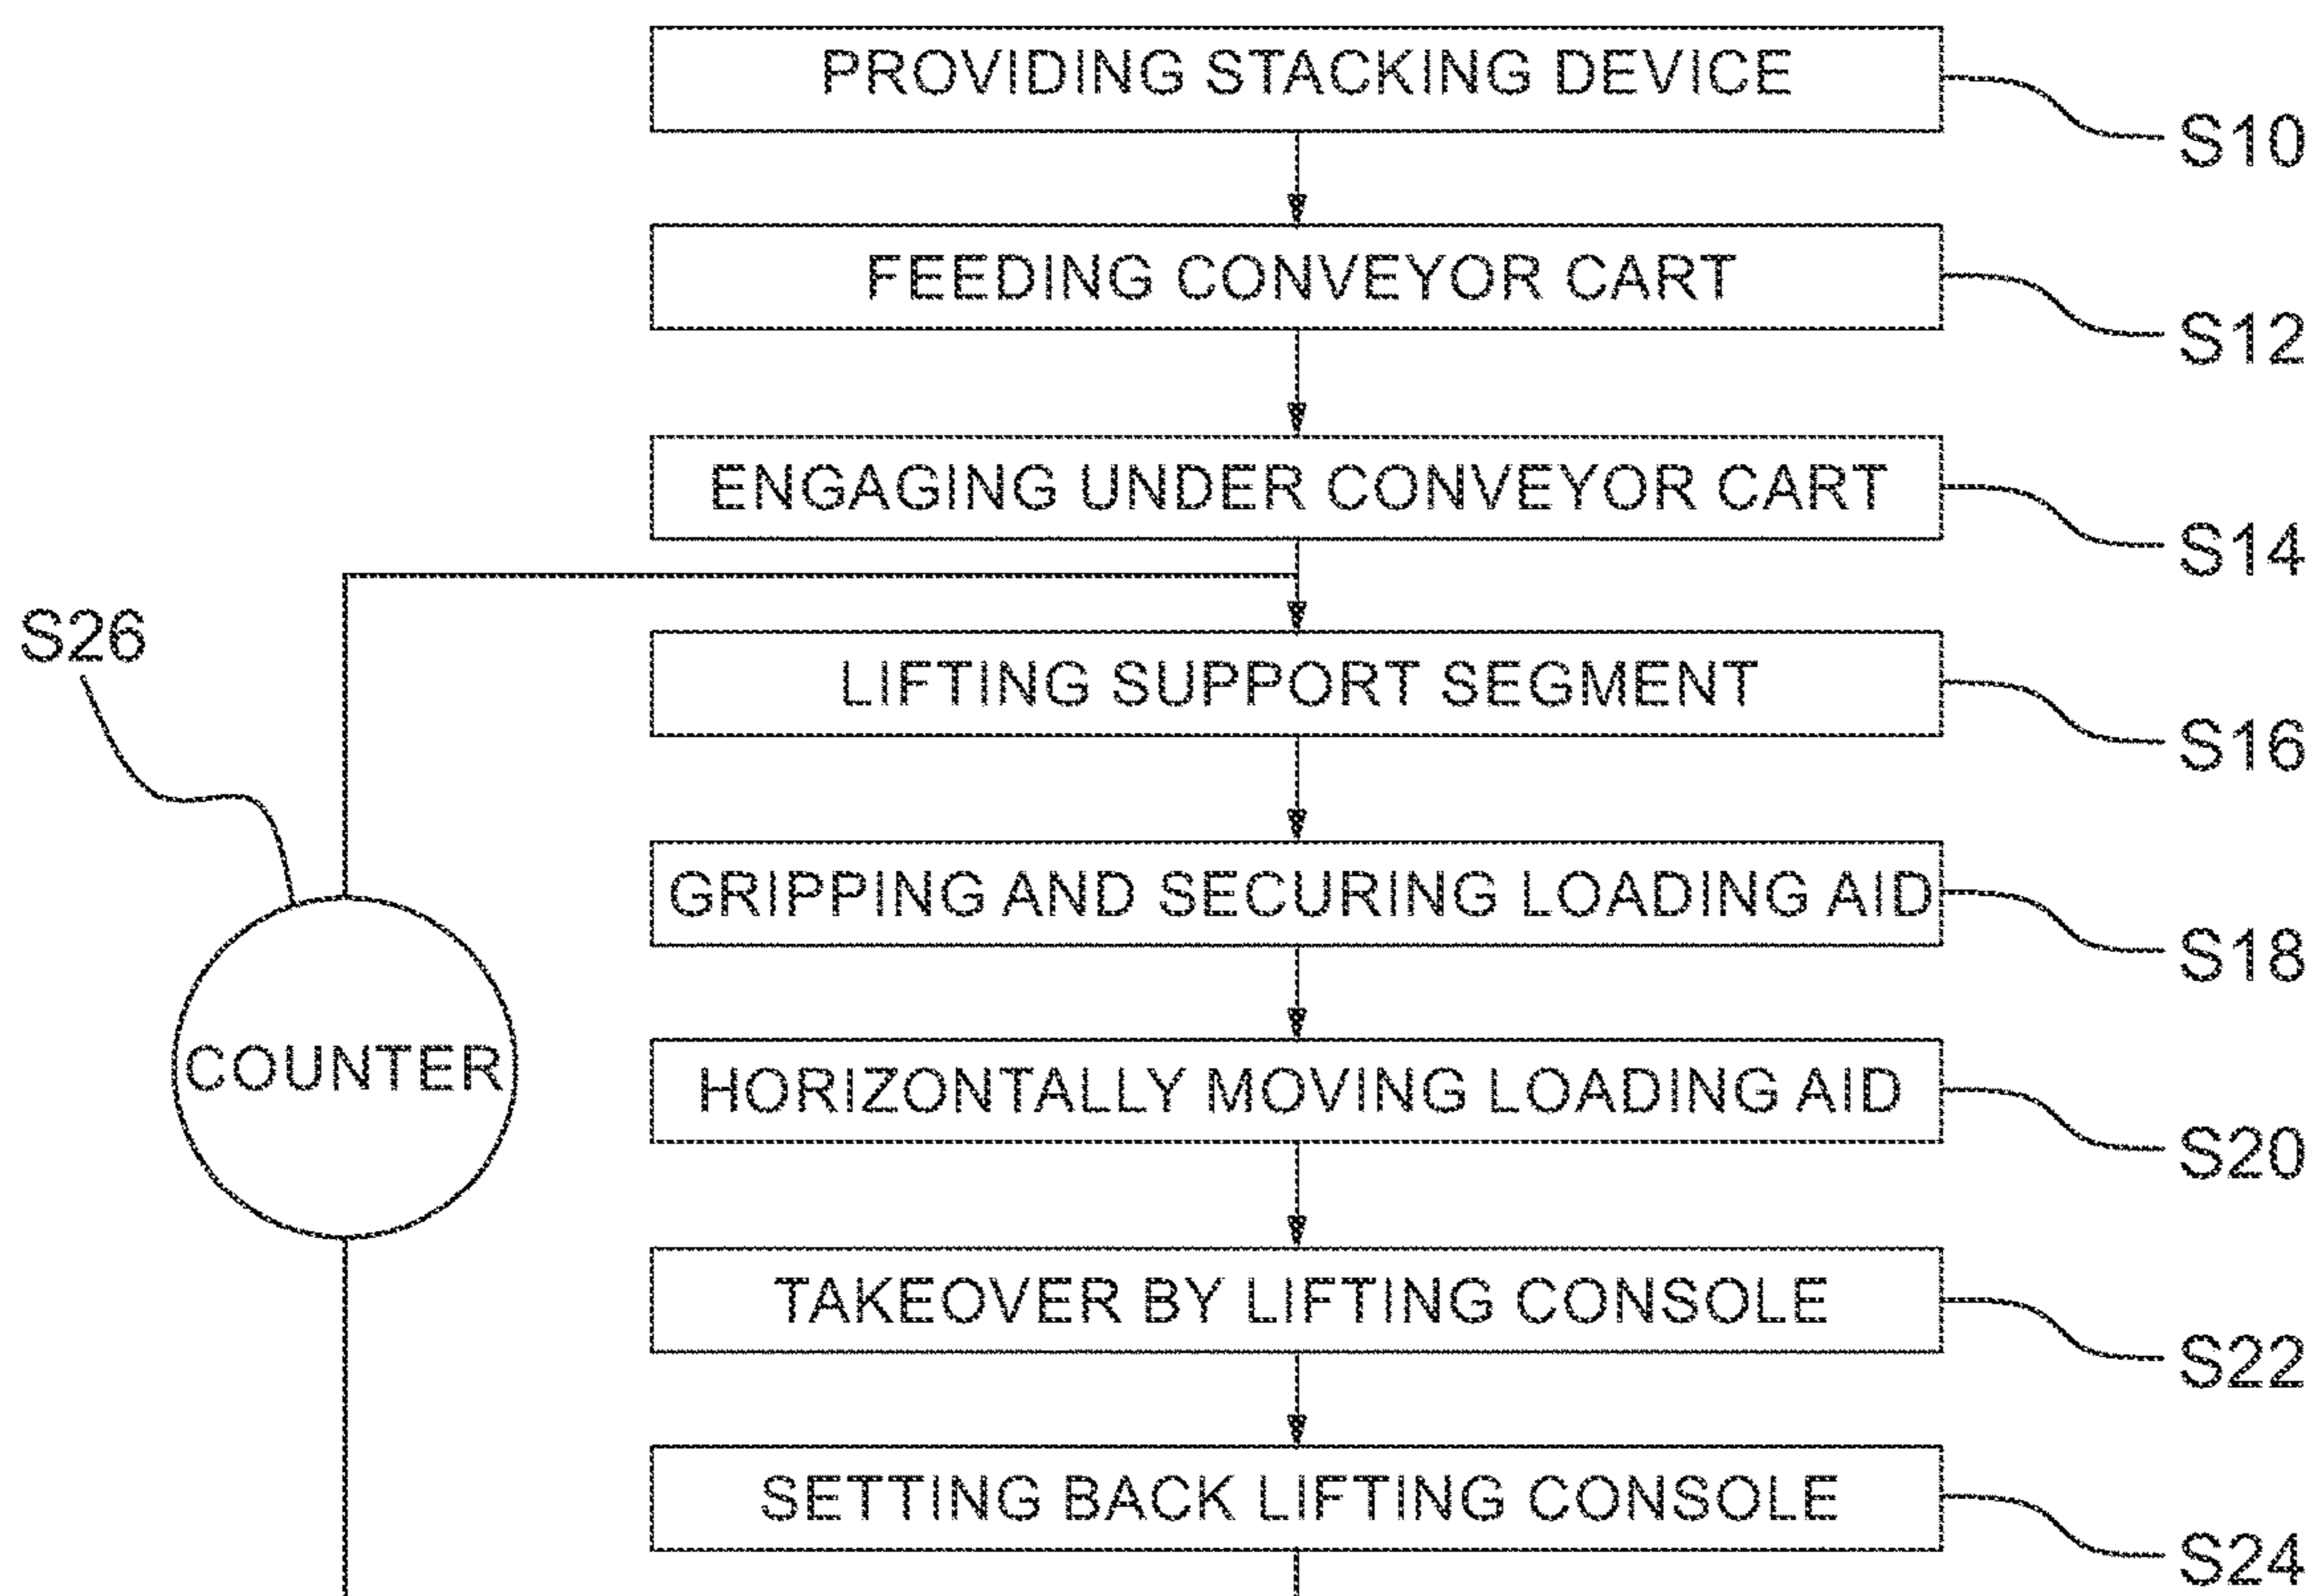 PROVIDING STACKING DEVICE
S10
FEEDING CONVEYOR CART
S12
ENGAGING UNDER CONVEYOR CART
S14
S26
LIFTING SUPPORT SEGMENT
S16
GRIPPING AND SECURING LOADING AID
S18
COUNTER
HORIZONTALLY MOVING LOADING AID
S20
TAKEOVER BY LIFTING CONSOLE
S22
SETTING BACK LIFTING CONSOLE
S24